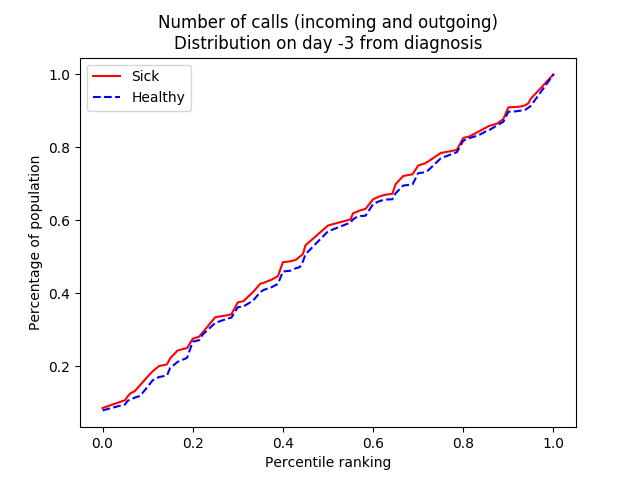 Number of calls (incoming and outgoing)
Distribution on day -3 from diagnosis
Sick
Healthy
Percentage of population
1.0
0.8
0.6
0.4
0.2
0.0 0.2 0.4 0.6 0.8 1.0
Percentile ranking